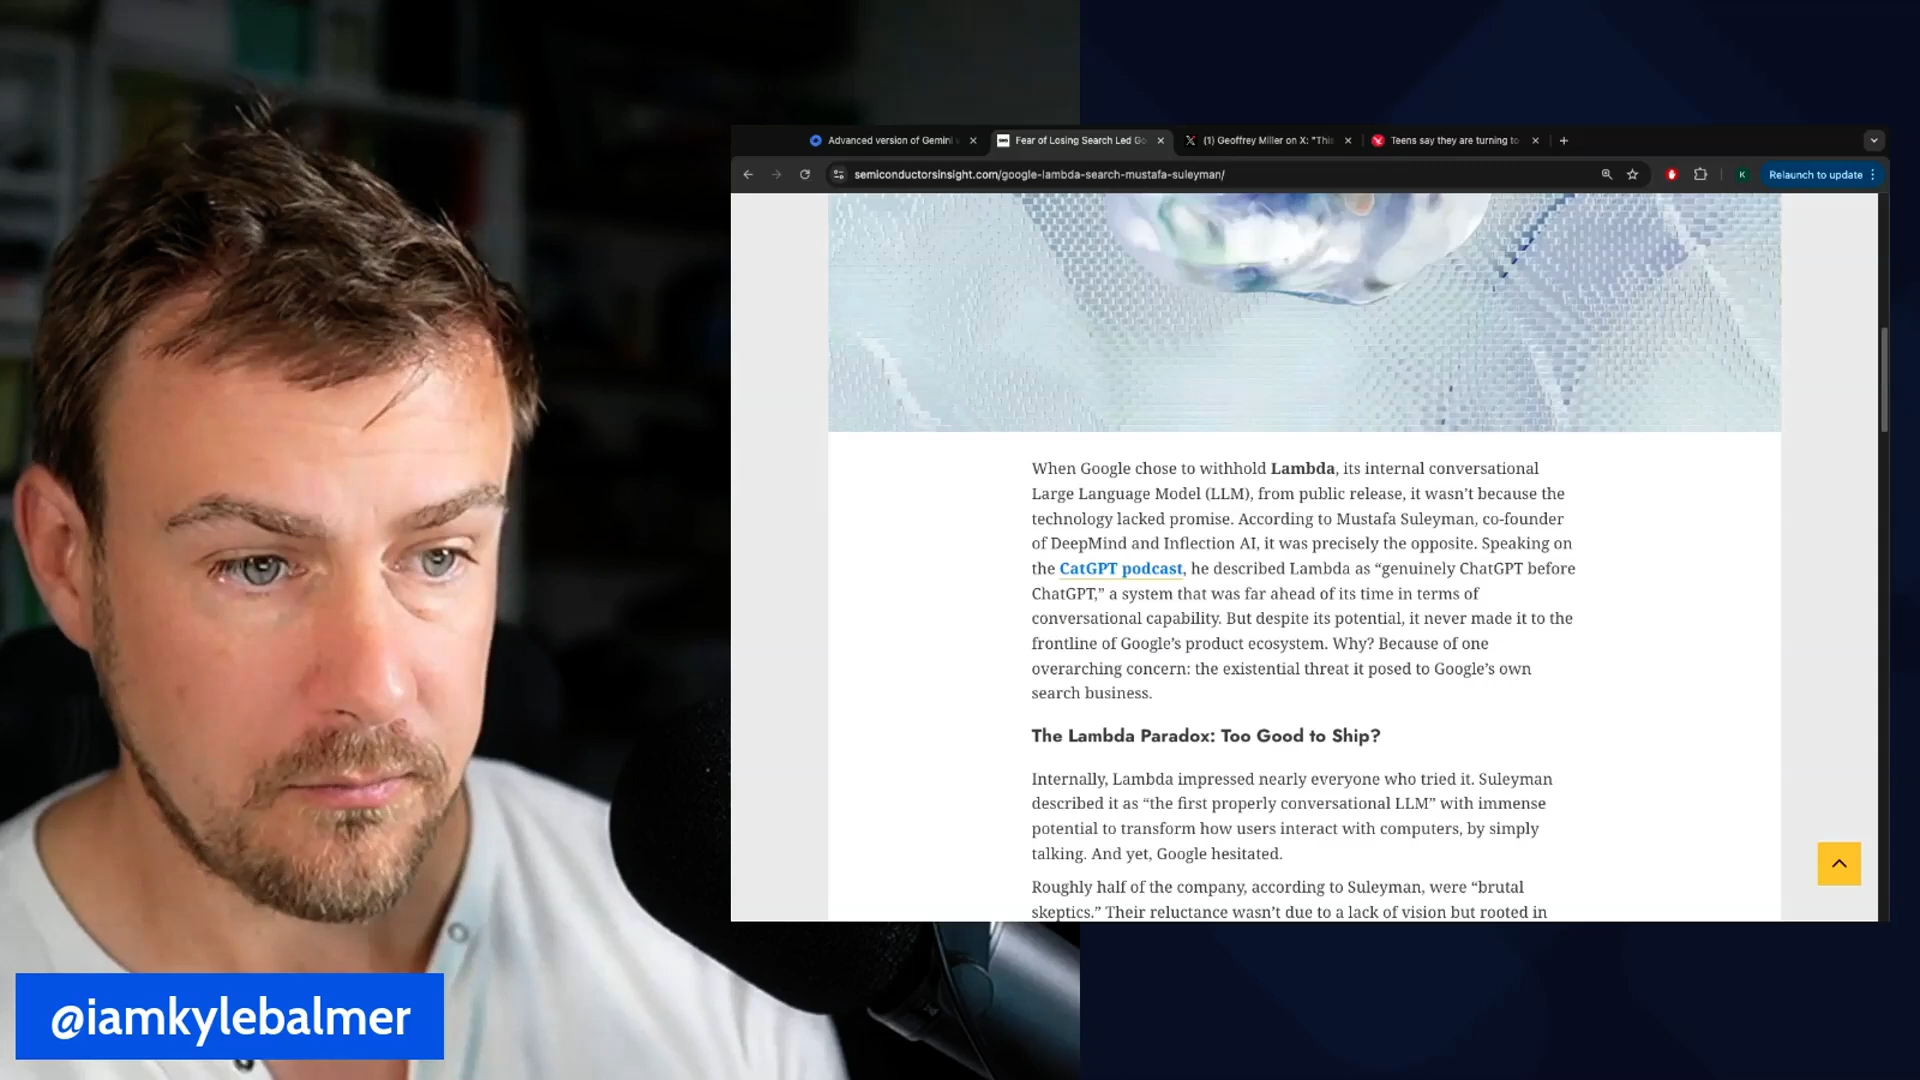 Advanced version of Gemini
Fear of Losing Search Led Go
(1) Geoffrey Miller on X: "This
Teens say they are turning to
semiconductorsinsight.com/google-lambda-search-mustafa-suleyman/
K
Relaunch to update
When Google chose to withhold Lambda, its internal conversational
Large Language Model (LLM), from public release, it wasn’t because the
technology lacked promise. According to Mustafa Suleyman, co-founder
of DeepMind and Inflection AI, it was precisely the opposite. Speaking on
the CatGPT podcast, he described Lambda as “genuinely ChatGPT before
ChatGPT,” a system that was far ahead of its time in terms of
conversational capability. But despite its potential, it never made it to the
frontline of Google’s product ecosystem. Why? Because of one
overarching concern: the existential threat it posed to Google’s own
search business.
The Lambda Paradox: Too Good to Ship?
Internally, Lambda impressed nearly everyone who tried it. Suleyman
described it as “the first properly conversational LLM” with immense
potential to transform how users interact with computers, by simply
talking. And yet, Google hesitated.
Roughly half of the company, according to Suleyman, were “brutal
skeptics.” Their reluctance wasn’t due to a lack of vision but rooted in
@iamkylebalmer